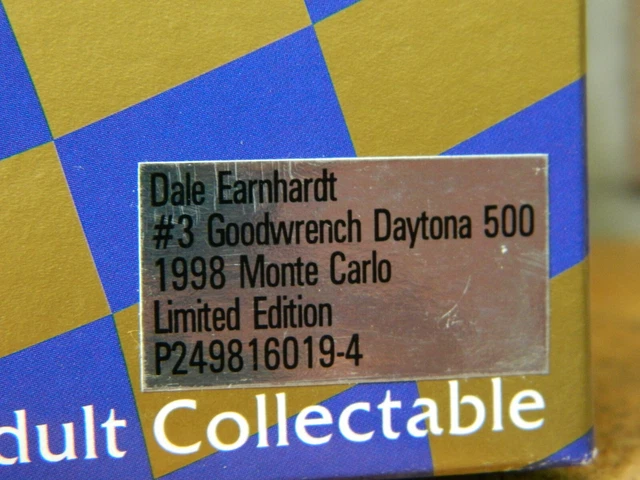 Dale Earnhardt
#3 Goodwrench Daytona 500
1998 Monte Carlo
Limited Edition
P249816019-4
dult Collectable